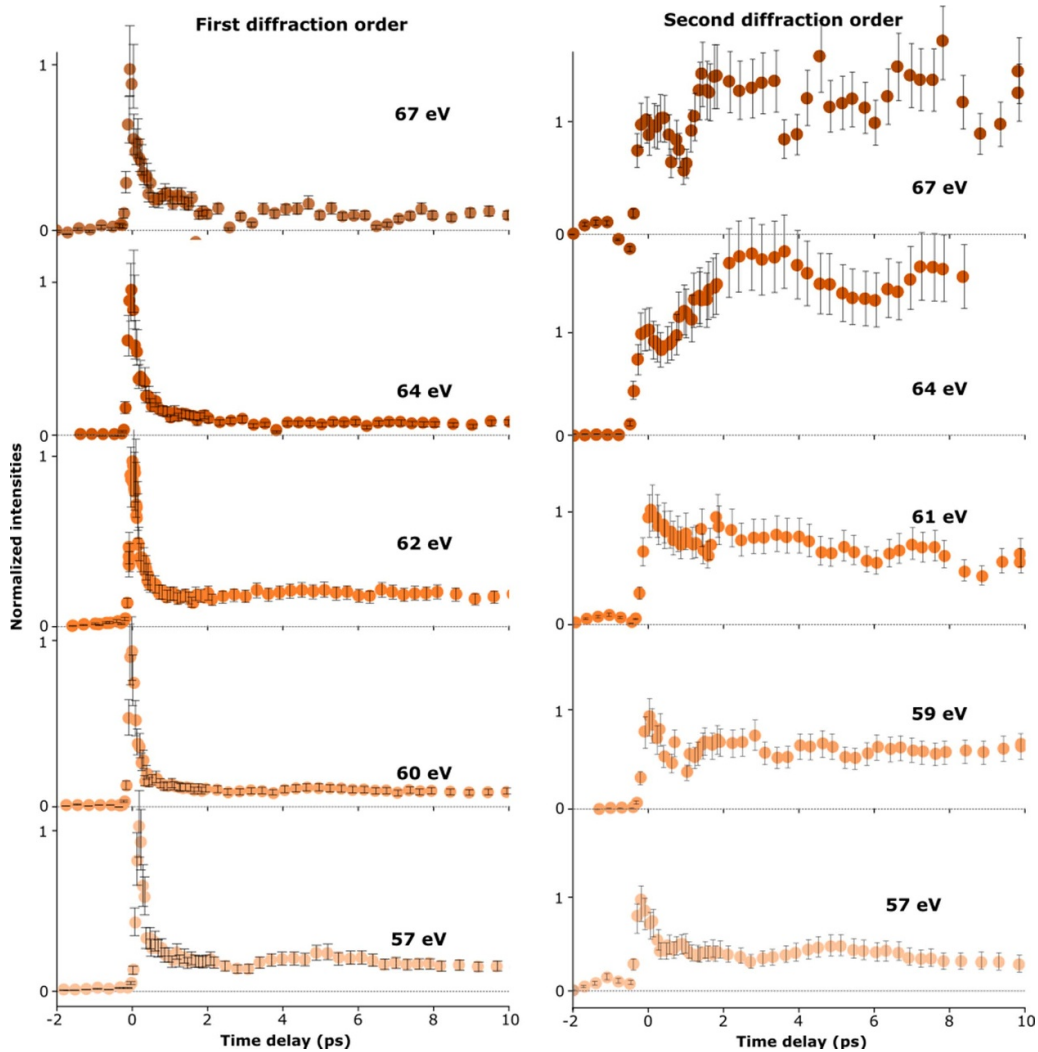 First diffraction order
Second diffraction order
Normalized intensities
1
67 eV
0
1
64 eV
0
1
62 eV
0
1
60 eV
0
1
57 eV
0
-2 0 2 4 6 8 10
Time delay (ps)
1
67 eV
0
1
64 eV
0
1
61 eV
0
1
59 eV
0
1
57 eV
0
-2 0 2 4 6 8 10
Time delay (ps)